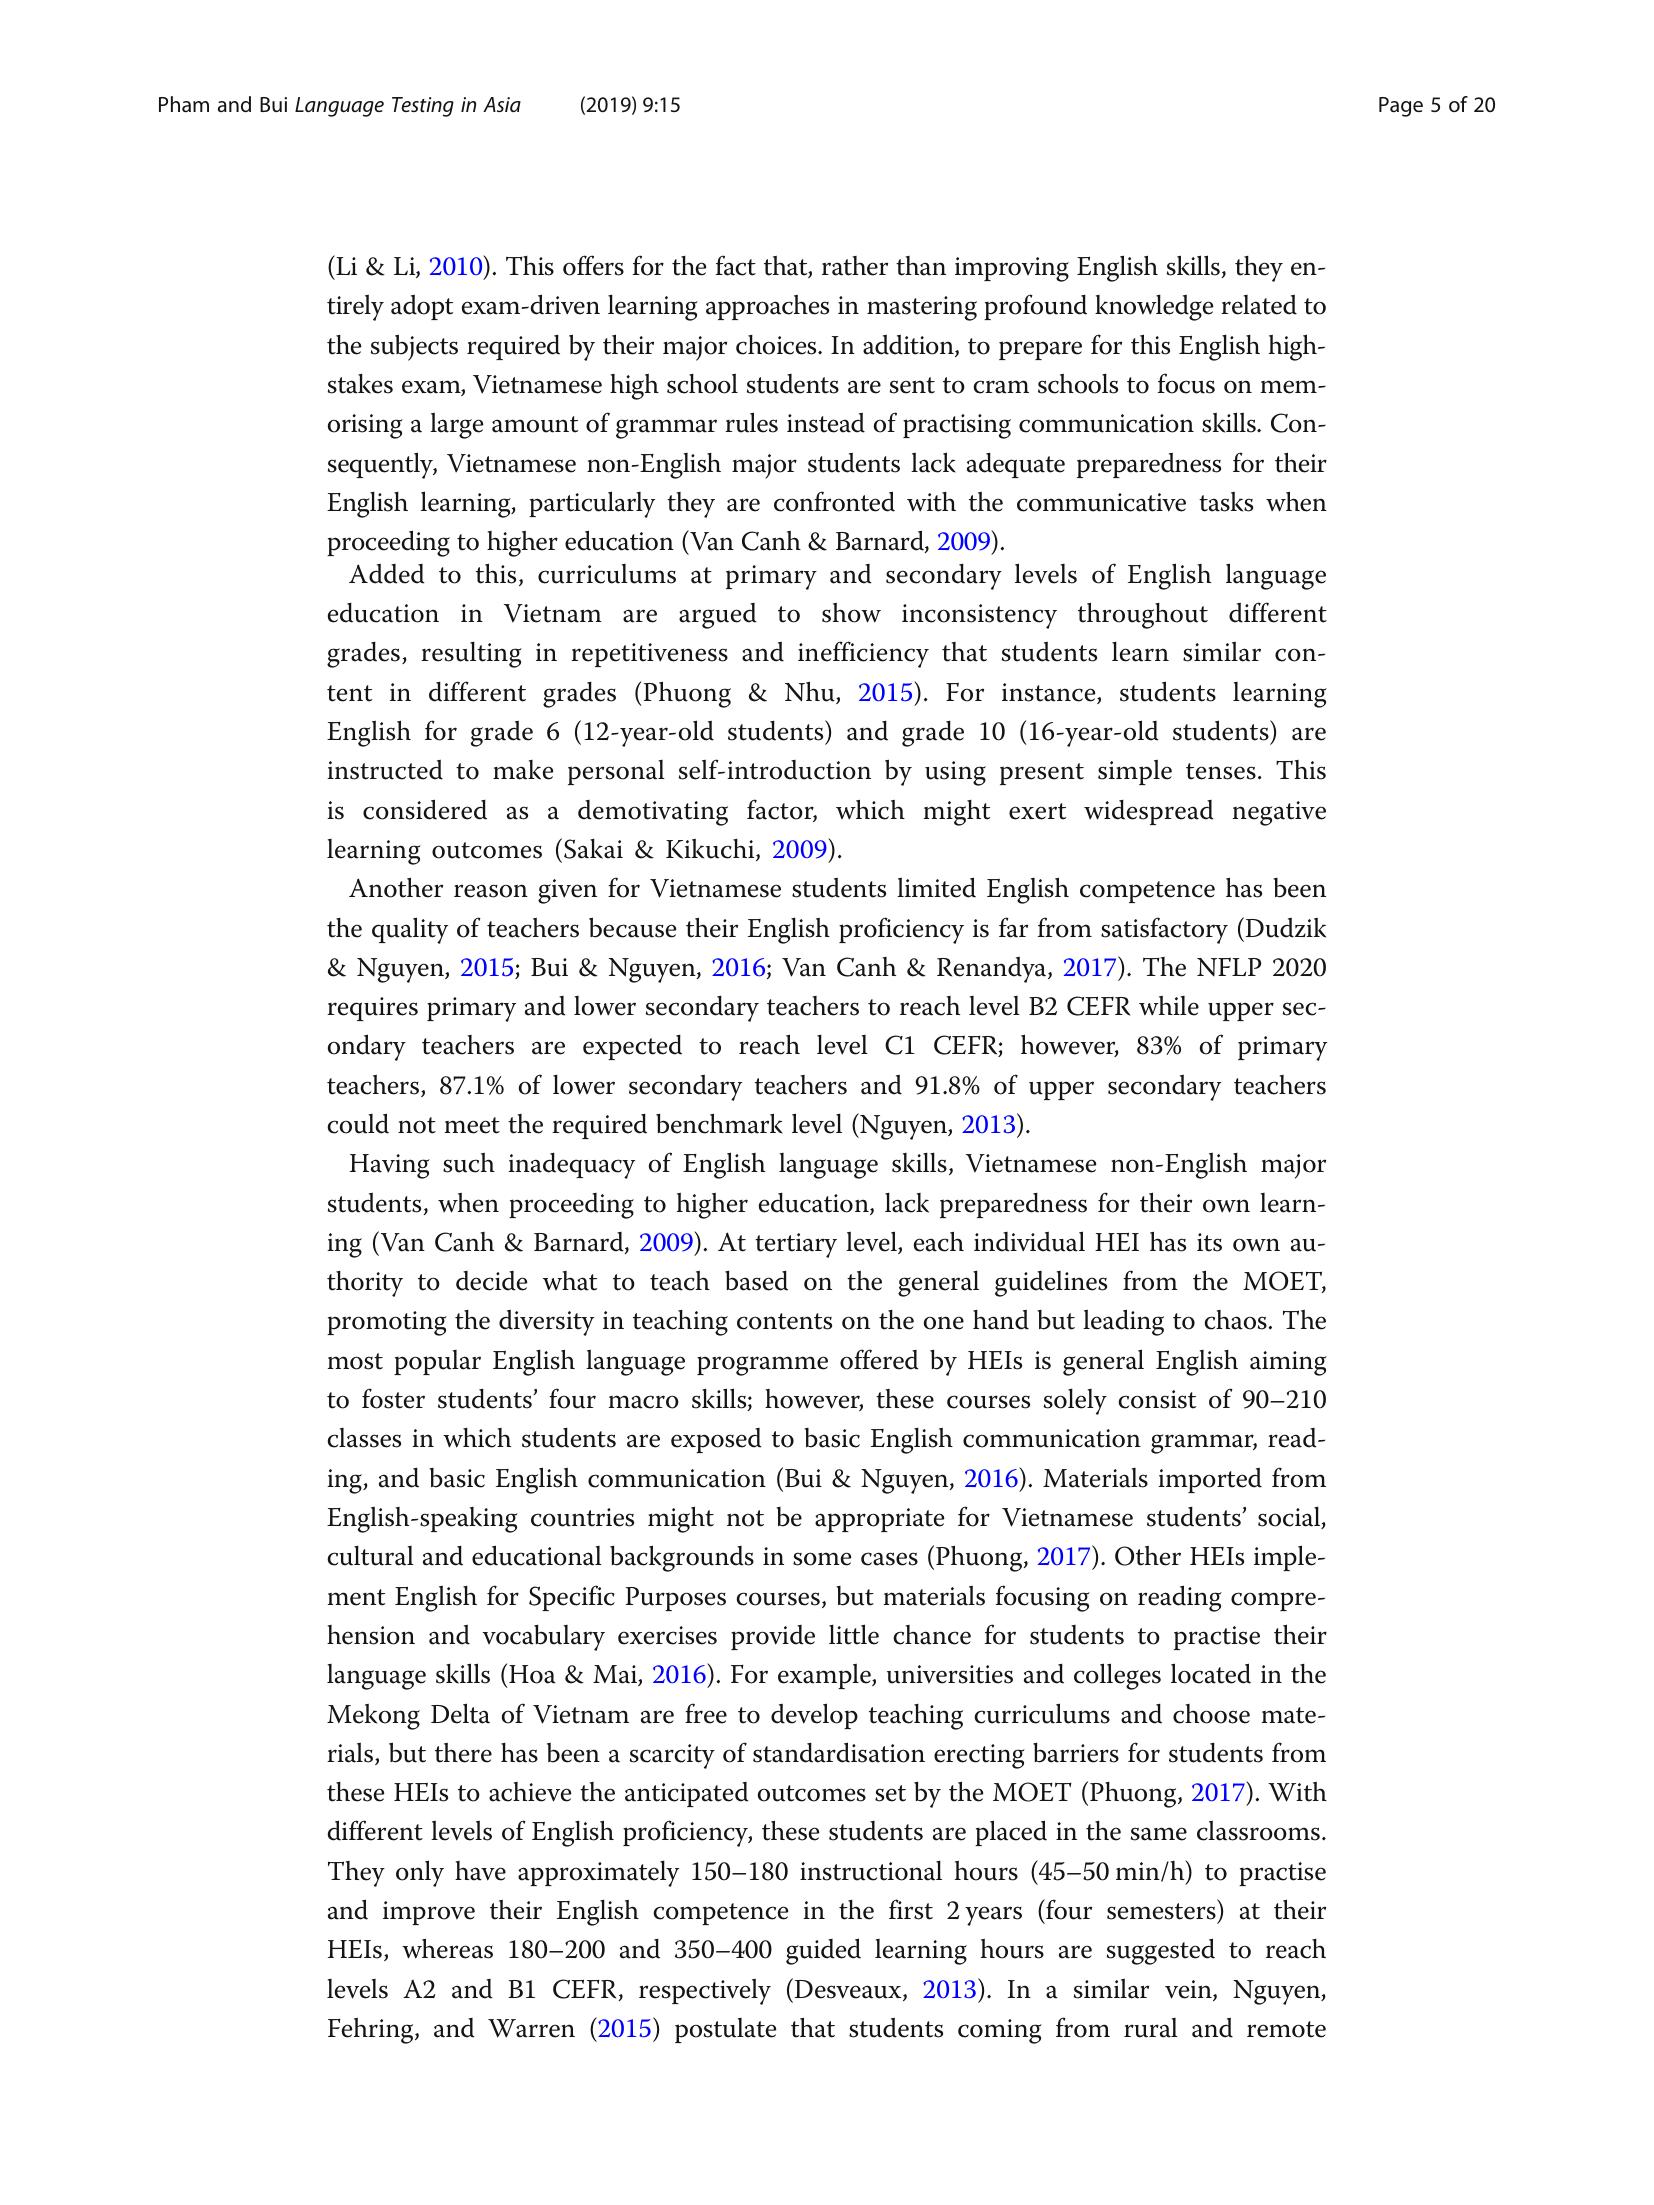 Pham and Bui Language Testing in Asia (2019) 9:15 Page 5 of 20
(Li & Li, 2010). This offers for the fact that, rather than improving English skills, they en-
tirely adopt exam-driven learning approaches in mastering profound knowledge related to
the subjects required by their major choices. In addition, to prepare for this English high-
stakes exam, Vietnamese high school students are sent to cram schools to focus on mem-
orising a large amount of grammar rules instead of practising communication skills. Con-
sequently, Vietnamese non-English major students lack adequate preparedness for their
English learning, particularly they are confronted with the communicative tasks when
proceeding to higher education (Van Canh & Barnard, 2009).
Added to this, curriculums at primary and secondary levels of English language
education in Vietnam are argued to show inconsistency throughout different
grades, resulting in repetitiveness and inefficiency that students learn similar con-
tent in different grades (Phuong & Nhu, 2015). For instance, students learning
English for grade 6 (12-year-old students) and grade 10 (16-year-old students) are
instructed to make personal self-introduction by using present simple tenses. This
is considered as a demotivating factor, which might exert widespread negative
learning outcomes (Sakai & Kikuchi, 2009).
Another reason given for Vietnamese students limited English competence has been
the quality of teachers because their English proficiency is far from satisfactory (Dudzik
& Nguyen, 2015; Bui & Nguyen, 2016; Van Canh & Renandya, 2017). The NFLP 2020
requires primary and lower secondary teachers to reach level B2 CEFR while upper sec-
ondary teachers are expected to reach level C1 CEFR; however, 83% of primary
teachers, 87.1% of lower secondary teachers and 91.8% of upper secondary teachers
could not meet the required benchmark level (Nguyen, 2013).
Having such inadequacy of English language skills, Vietnamese non-English major
students, when proceeding to higher education, lack preparedness for their own learn-
ing (Van Canh & Barnard, 2009). At tertiary level, each individual HEI has its own au-
thority to decide what to teach based on the general guidelines from the MOET,
promoting the diversity in teaching contents on the one hand but leading to chaos. The
most popular English language programme offered by HEIs is general English aiming
to foster students’ four macro skills; however, these courses solely consist of 90–210
classes in which students are exposed to basic English communication grammar, read-
ing, and basic English communication (Bui & Nguyen, 2016). Materials imported from
English-speaking countries might not be appropriate for Vietnamese students’ social,
cultural and educational backgrounds in some cases (Phuong, 2017). Other HEIs imple-
ment English for Specific Purposes courses, but materials focusing on reading compre-
hension and vocabulary exercises provide little chance for students to practise their
language skills (Hoa & Mai, 2016). For example, universities and colleges located in the
Mekong Delta of Vietnam are free to develop teaching curriculums and choose mate-
rials, but there has been a scarcity of standardisation erecting barriers for students from
these HEIs to achieve the anticipated outcomes set by the MOET (Phuong, 2017). With
different levels of English proficiency, these students are placed in the same classrooms.
They only have approximately 150–180 instructional hours (45–50 min/h) to practise
and improve their English competence in the first 2 years (four semesters) at their
HEIs, whereas 180–200 and 350–400 guided learning hours are suggested to reach
levels A2 and B1 CEFR, respectively (Desveaux, 2013). In a similar vein, Nguyen,
Fehring, and Warren (2015) postulate that students coming from rural and remote